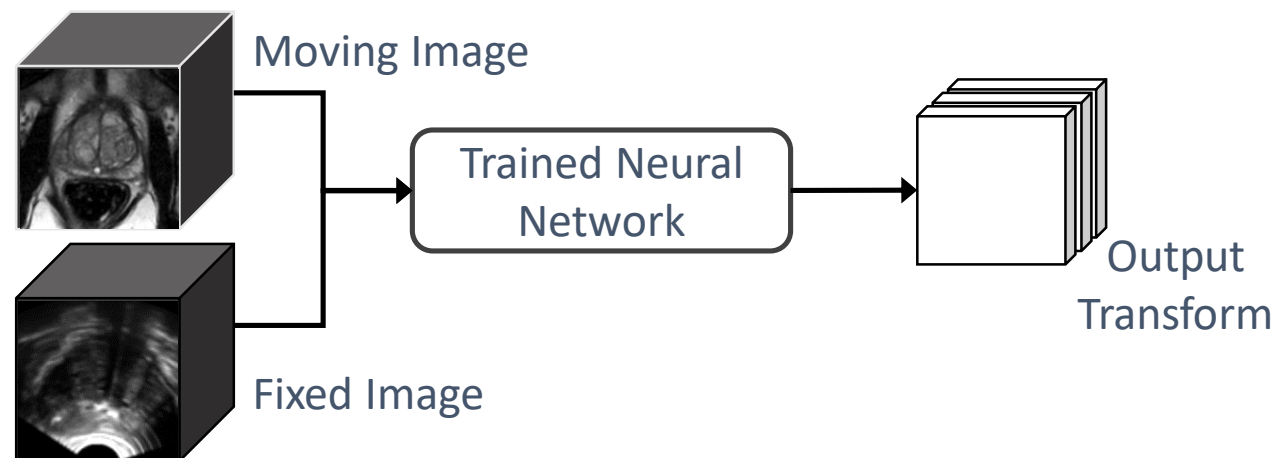 Moving Image
Trained Neural
Network
Output
Transform
Fixed Image